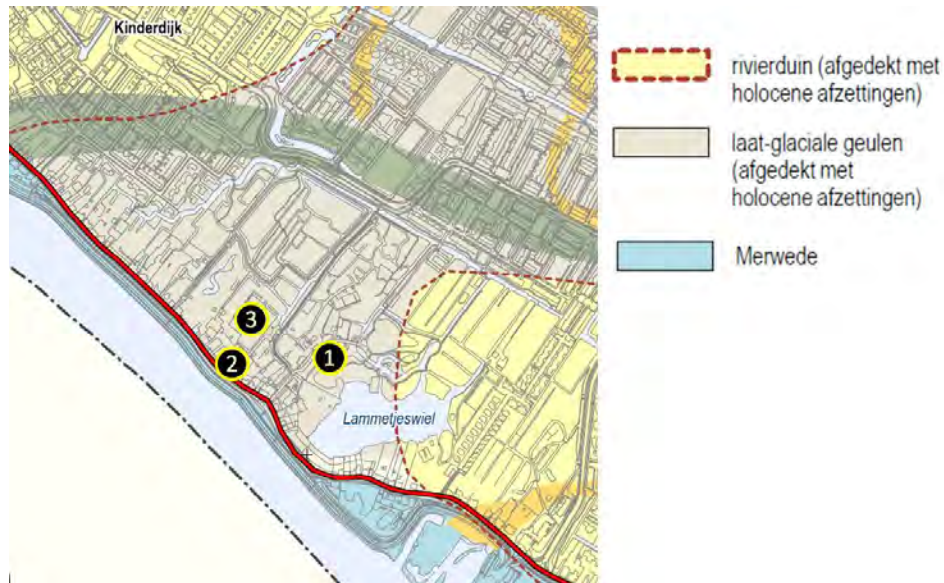 Kinderdijk
3
1
2
Lammetjeswiel
rivierduin (afgedekt met
holocene afzettingen)
laat-glaciale geulen
(afgedekt met
holocene afzettingen)
Merwede